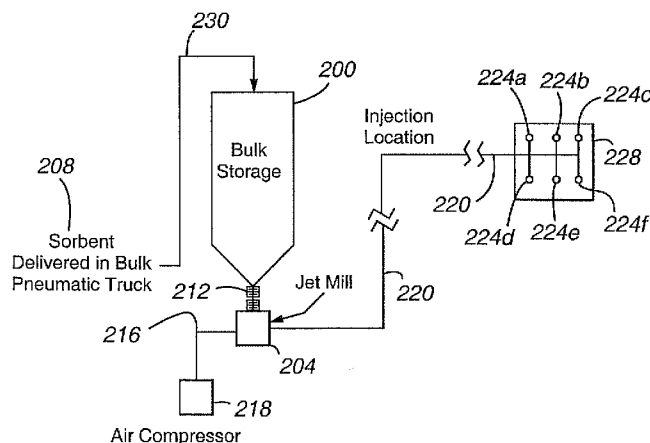 230
200
224a
224b
224c
Injection
Location
228
Bulk
Storage
208
220
224d
224e
224f
Sorbent
Delivered in Bulk
Pneumatic Truck
212
Jet Mill
220
216
204
218
Air Compressor